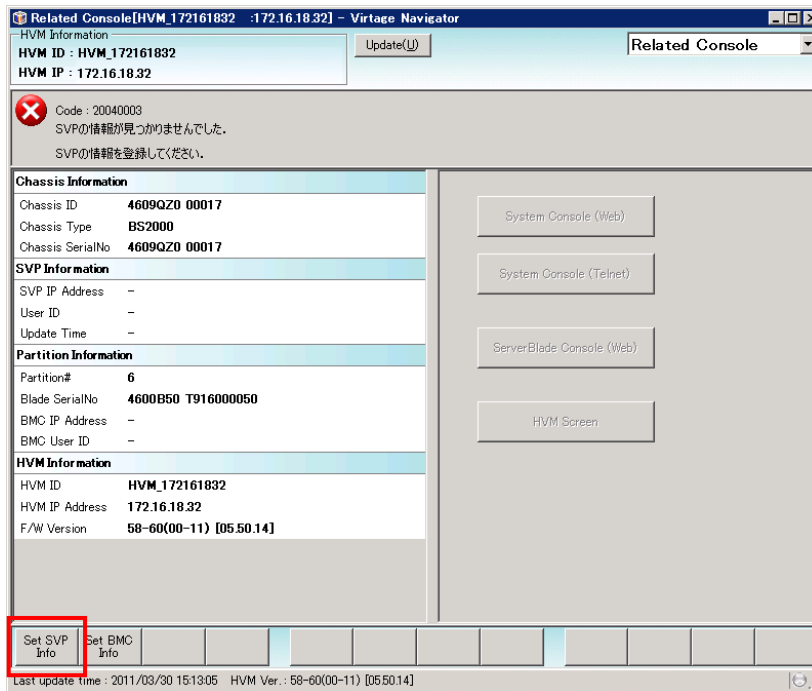 Related Console[HVM_172161832 :172.16.18.32] - Virtage Navigator
HVM Information
HVM ID : HVM_172161832
HVM IP : 172.16.18.32
Update(U)
Related Console
Code : 20040003
SVPの情報が見つかりませんでした.
SVPの情報を登録してください.
Chassis Information
Chassis ID 4609QZ0 00017
Chassis Type BS2000
Chassis SerialNo 4609QZ0 00017
SVP Information
SVP IP Address -
User ID -
Update Time -
Partition Information
Partition# 6
Blade SerialNo 4600B50 T916000050
BMC IP Address -
BMC User ID -
HVM Information
HVM ID HVM_172161832
HVM IP Address 172.16.18.32
F/W Version 58-60(00-11) [05.50.14]
System Console (Web)
System Console (Telnet)
ServerBlade Console (Web)
HVM Screen
Set SVP
Info
Set BMC
Info
Last update time : 2011/03/30 15:13:05 HVM Ver. : 58-60(00-11) [05.50.14]